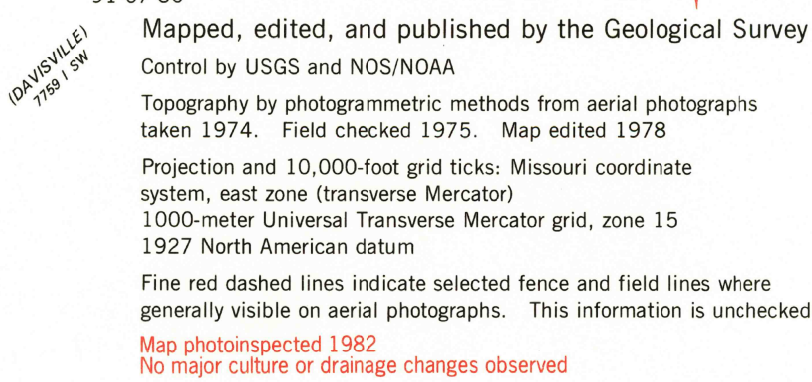 (DAVISVILLE)
7759 I SW
Mapped, edited, and published by the Geological Survey
Control by USGS and NOS/NOAA
Topography by photogrammetric methods from aerial photographs
taken 1974. Field checked 1975. Map edited 1978
Projection and 10,000-foot grid ticks: Missouri coordinate
system, east zone (transverse Mercator)
1000-meter Universal Transverse Mercator grid, zone 15
1927 North American datum
Fine red dashed lines indicate selected fence and field lines where
generally visible on aerial photographs. This information is unchecked
Map photoinspected 1982
No major culture or drainage changes observed